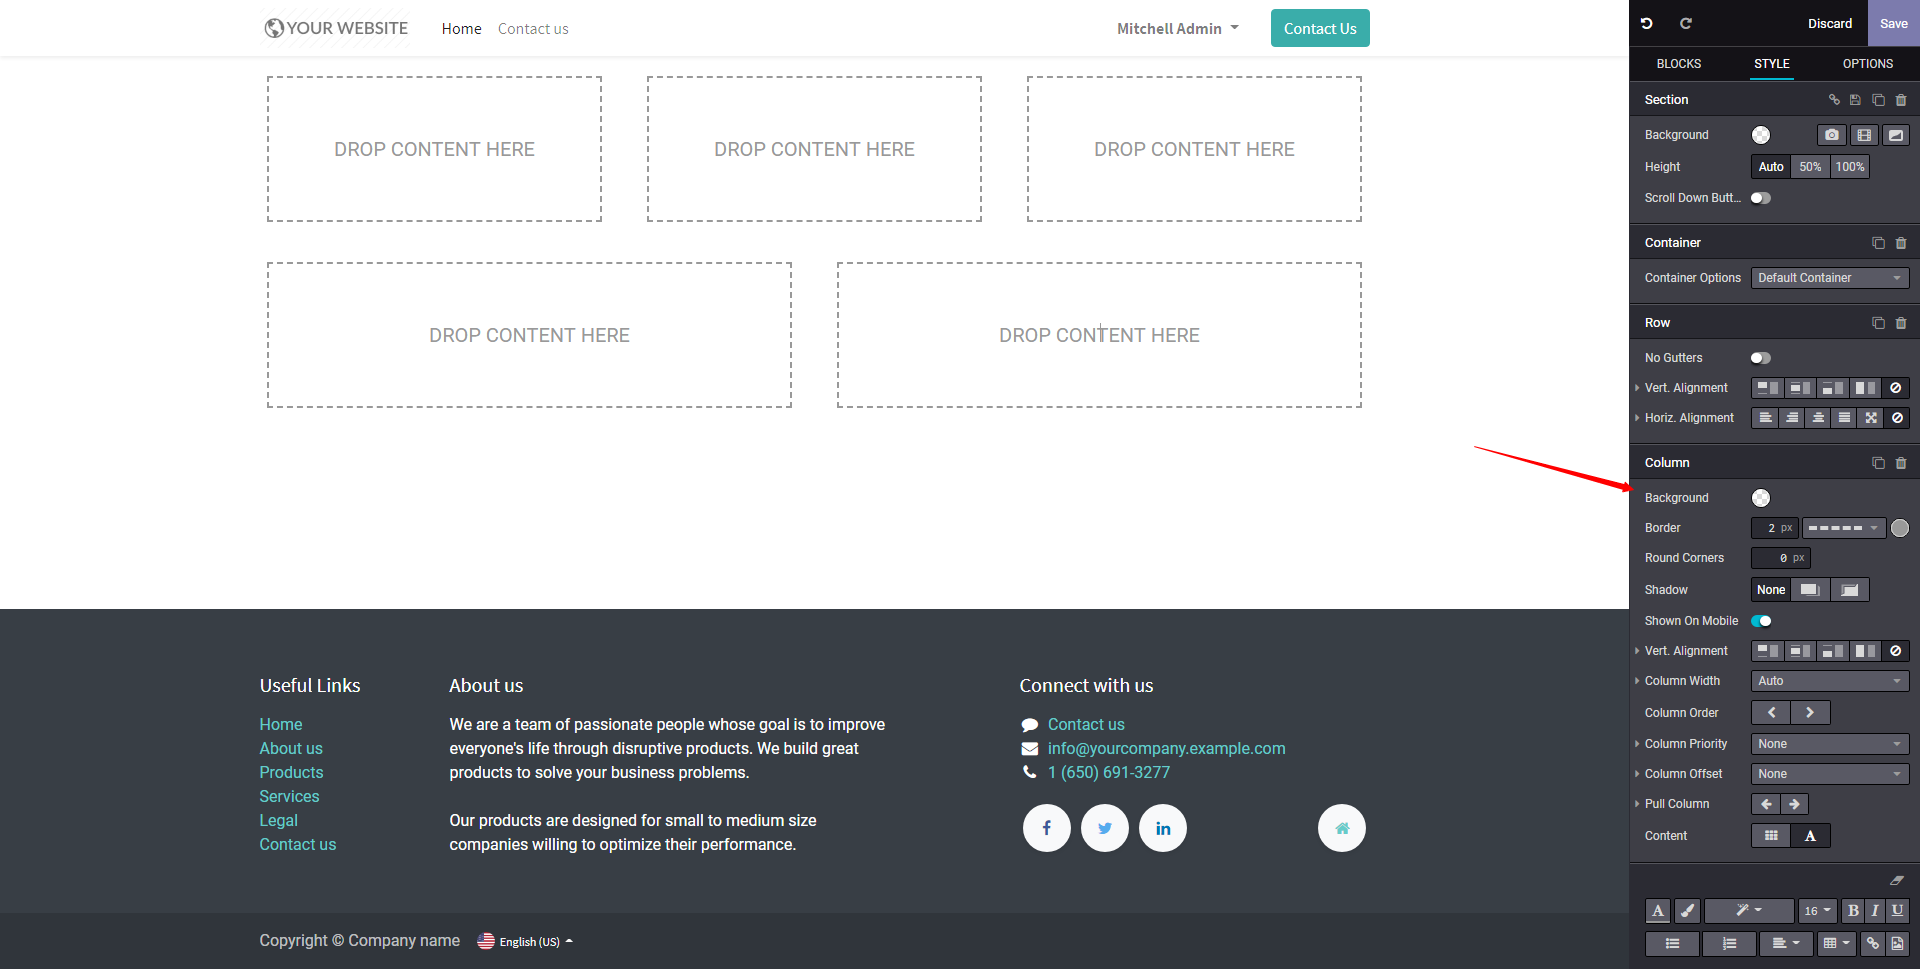 YOUR WEBSITE
Home
Contact us
Mitchell Admin
Contact Us
DROP CONTENT HERE
DROP CONTENT HERE
DROP CONTENT HERE
DROP CONTENT HERE
DROP CONTENT HERE
Useful Links
Home
About us
Products
Services
Legal
Contact us
About us
We are a team of passionate people whose goal is to improve
everyone's life through disruptive products. We build great
products to solve your business problems.
Our products are designed for small to medium size
companies willing to optimize their performance.
Connect with us
Contact us
info@yourcompany.example.com
1 (650) 691-3277
Copyright © Company name
English (US)
Discard
Save
BLOCKS
STYLE
OPTIONS
Section
Background
Height
Auto
50%
100%
Scroll Down Butt...
Container
Container Options
Default Container
Row
No Gutters
Vert. Alignment
Horiz. Alignment
Column
Background
Border
2 px
Round Corners
0 px
Shadow
None
Shown On Mobile
Vert. Alignment
Column Width
Auto
Column Order
Column Priority
None
Column Offset
None
Pull Column
Content
A
A
16
B
I
U